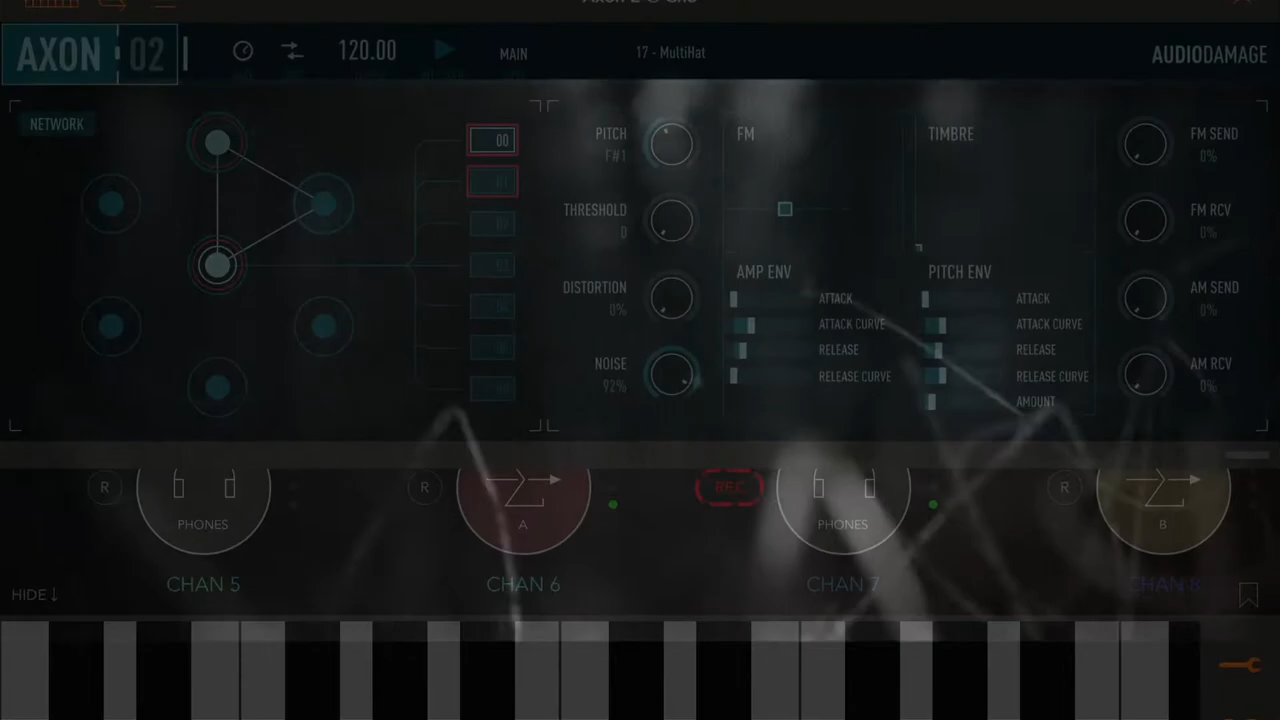 AXON 02
120.00
MAIN
17 - MultiHat
AUDIODAMAGE
NETWORK
00
PITCH
F#1
THRESHOLD
0
DISTORTION
0%
NOISE
92%
FM
TIMBRE
AMP ENV
ATTACK
ATTACK CURVE
RELEASE
RELEASE CURVE
PITCH ENV
ATTACK
ATTACK CURVE
RELEASE
RELEASE CURVE
AMOUNT
FM SEND
0%
FM RCV
0%
AM SEND
0%
AM RCV
0%
R
PHONES
R
A
REC
PHONES
R
B
CHAN 5
CHAN 6
CHAN 7
CHAN 8
HIDE↓